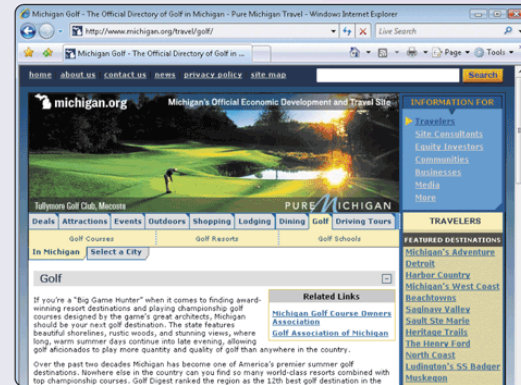 Michigan Golf - The Official Directory of Golf in Michigan - Pure Michigan Travel - Windows Internet Explorer
http://www.michigan.org/travel/golf/
Live Search
Michigan Golf - The Official Directory of Golf in ...
Page
Tools
home about us contact us news privacy policy site map
Search
michigan.org
Michigan's Official Economic Development and Travel Site
Tullymore Golf Club, Mecosta
PURE MICHIGAN
INFORMATION FOR
Travelers
Site Consultants
Equity Investors
Communities
Businesses
Media
More
Deals Attractions Events Outdoors Shopping Lodging Dining Golf Driving Tours
Golf Courses Golf Resorts Golf Schools
In Michigan Select a City
TRAVELERS
FEATURED DESTINATIONS
Michigan's Adventure
Detroit
Harbor Country
Michigan's West Coast
Beachtowns
Saginaw Valley
Sault Ste Marie
Heritage Trails
The Henry Ford
North Coast
Ludington's SS Badger
Muskegon
Golf
If you're a "Big Game Hunter" when it comes to finding award-
winning resort destinations and playing championship golf
courses designed by the game's great architects, Michigan
should be your next golf destination. The state features
beautiful shorelines, rustic woods, and stunning views, where
long, warm summer days continue into late evening, allowing
golf aficionados to play more quantity and quality of golf than anywhere in the country.
Related Links
Michigan Golf Course Owners
Association
Golf Association of Michigan
Over the past two decades Michigan has become one of America's premier summer golf
destinations. Nowhere else in the country can you find so many world-class resorts combined with
top championship courses. Golf Digest ranked the region as the 12th best golf destination in the